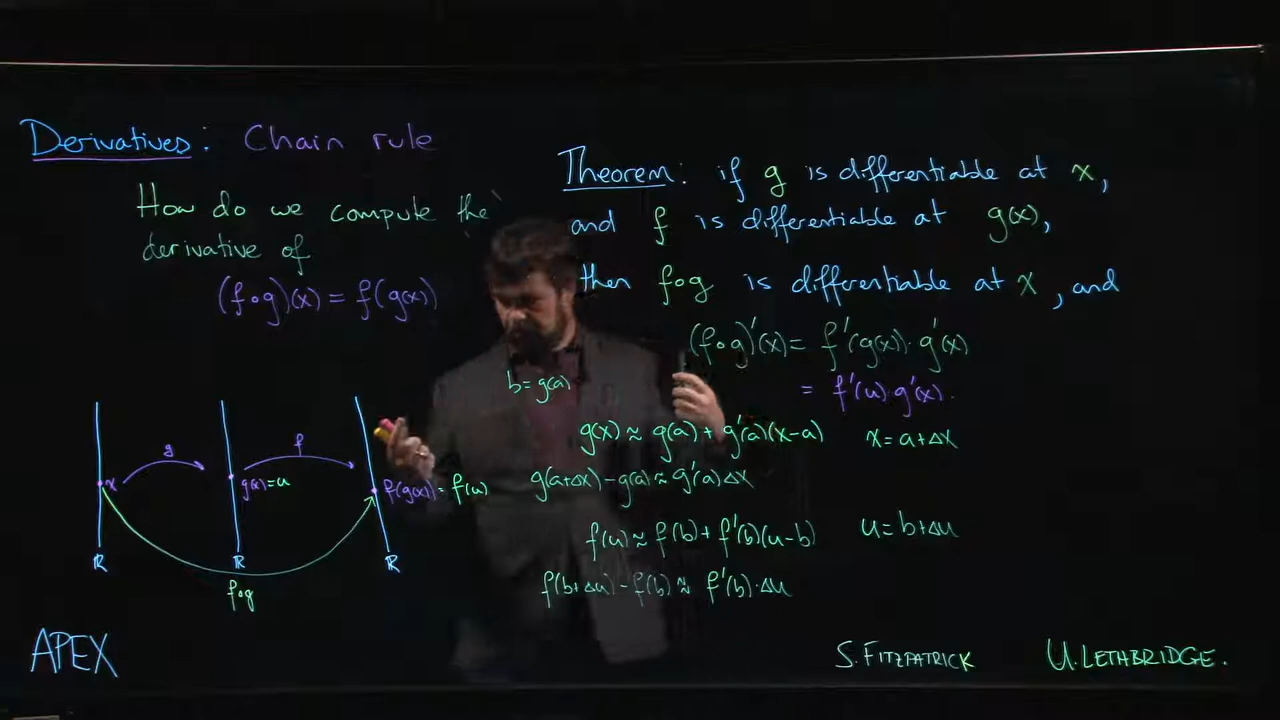 Derivatives: Chain rule
How do we compute the
derivative of
(f∘g)(x) = f(g(x))
g
f
x
g(x)=u
f(g(x)) = f(u)
ℝ
ℝ
ℝ
f∘g
Theorem: if g is differentiable at x,
and f is differentiable at g(x),
then f∘g is differentiable at x, and
(f∘g)'(x) = f'(g(x))·g'(x)
= f'(u)·g'(x).
b = g(a)
g(x) ≈ g(a) + g'(a)(x-a) x = a+Δx
g(a+Δx) - g(a) ≈ g'(a)Δx
f(u) ≈ f(b) + f'(b)(u-b) u = b+Δu
f(b+Δu) - f(b) ≈ f'(b)·Δu
APEX
S. FITZPATRICK U. LETHBRIDGE.